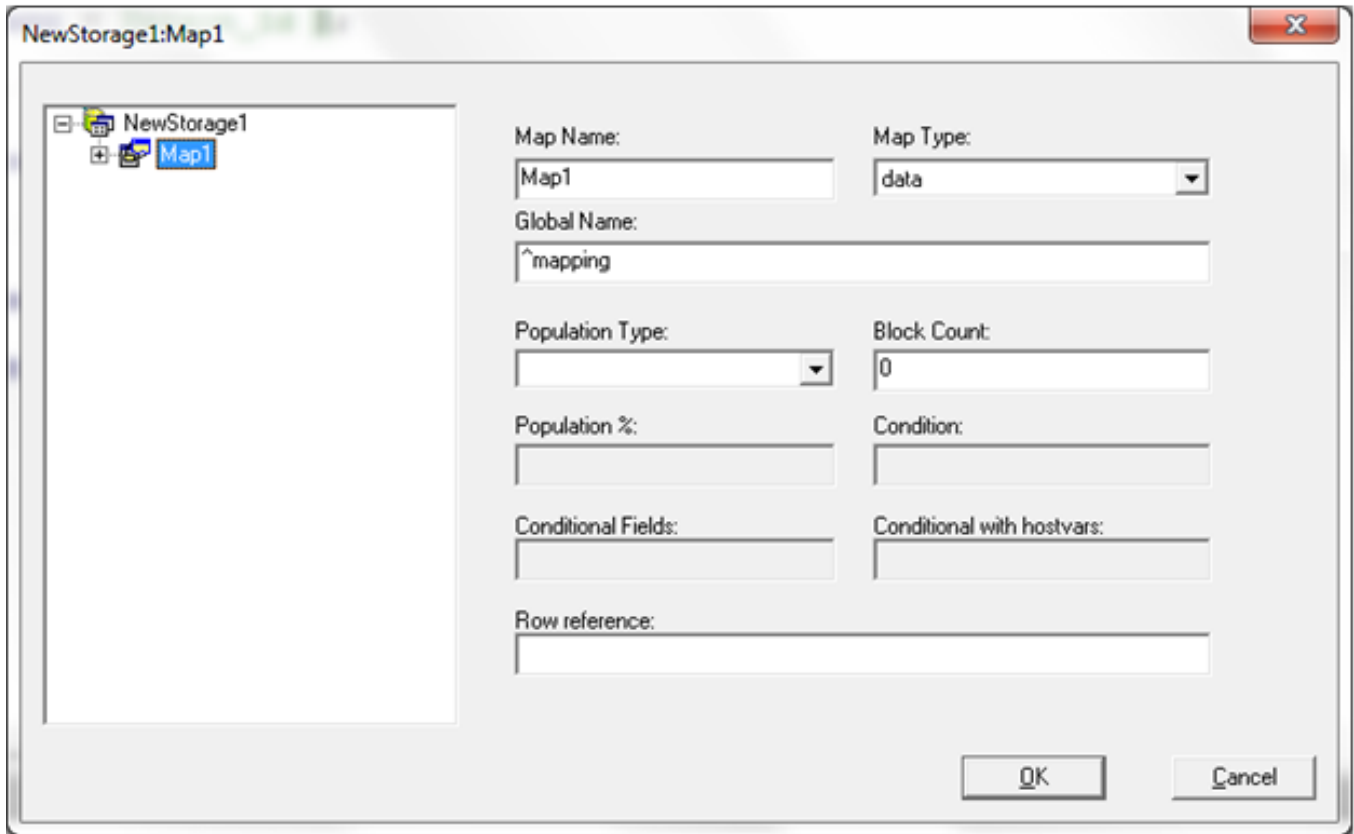 NewStorage1:Map1
NewStorage1
Map1
Map Name:
Map Type:
Map1
data
Global Name:
^mapping
Population Type:
Block Count:
0
Population %:
Condition:
Conditional Fields:
Conditional with hostvars:
Row reference:
OK
Cancel